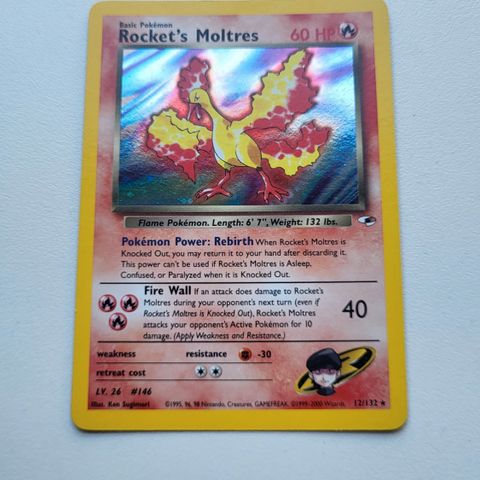 Basic Pokémon
Rocket's Moltres 60 HP
Flame Pokémon. Length: 6' 7", Weight: 132 lbs.
Pokémon Power: Rebirth When Rocket's Moltres is
Knocked Out, you may return it to your hand after discarding it.
This power can't be used if Rocket's Moltres is Asleep,
Confused, or Paralyzed when it is Knocked Out.
Fire Wall If an attack does damage to Rocket's
Moltres during your opponent's next turn (even if
Rocket's Moltres is Knocked Out), Rocket's Moltres
attacks your opponent's Active Pokémon for 10
damage. (Apply Weakness and Resistance.)
40
weakness resistance -30
retreat cost
LV. 26 #146
Illus. Ken Sugimori ©1995, 96, 98 Nintendo, Creatures, GAMEFREAK. ©1999-2000 Wizards. 12/132 ★